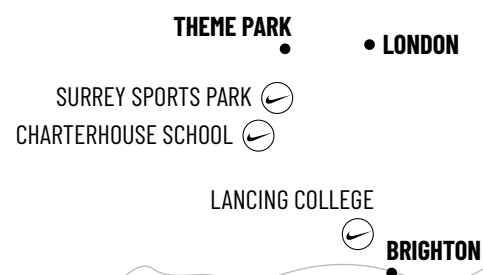 THEME PARK
LONDON
SURREY SPORTS PARK
CHARTERHOUSE SCHOOL
LANCING COLLEGE
BRIGHTON